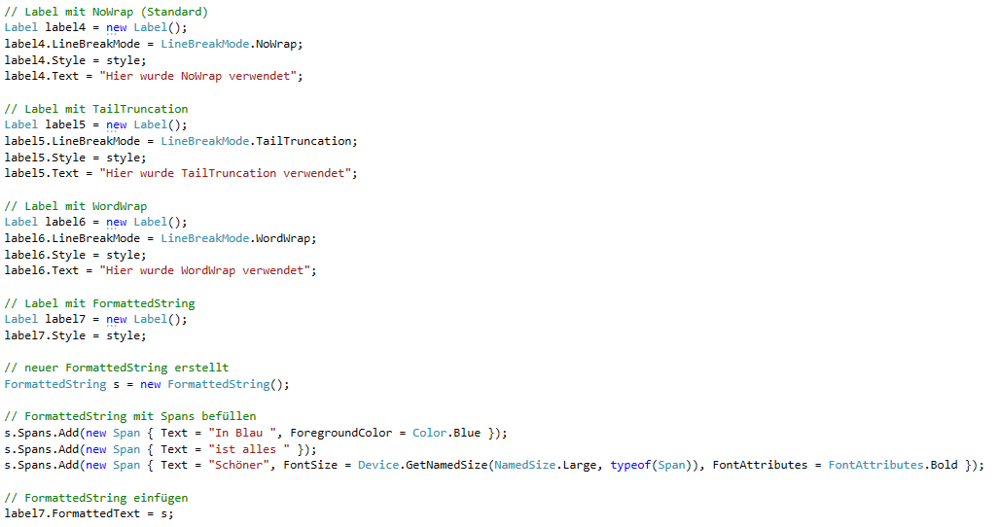 // Label mit NoWrap (Standard)
Label label4 = new Label();
label4.LineBreakMode = LineBreakMode.NoWrap;
label4.Style = style;
label4.Text = "Hier wurde NoWrap verwendet";

// Label mit TailTruncation
Label label5 = new Label();
label5.LineBreakMode = LineBreakMode.TailTruncation;
label5.Style = style;
label5.Text = "Hier wurde TailTruncation verwendet";

// Label mit WordWrap
Label label6 = new Label();
label6.LineBreakMode = LineBreakMode.WordWrap;
label6.Style = style;
label6.Text = "Hier wurde WordWrap verwendet";

// Label mit FormattedString
Label label7 = new Label();
label7.Style = style;

// neuer FormattedString erstellt
FormattedString s = new FormattedString();

// FormattedString mit Spans befüllen
s.Spans.Add(new Span { Text = "In Blau ", ForegroundColor = Color.Blue });
s.Spans.Add(new Span { Text = "ist alles " });
s.Spans.Add(new Span { Text = "Schöner", FontSize = Device.GetNamedSize(NamedSize.Large, typeof(Span)), FontAttributes = FontAttributes.Bold });

// FormattedString einfügen
label7.FormattedText = s;